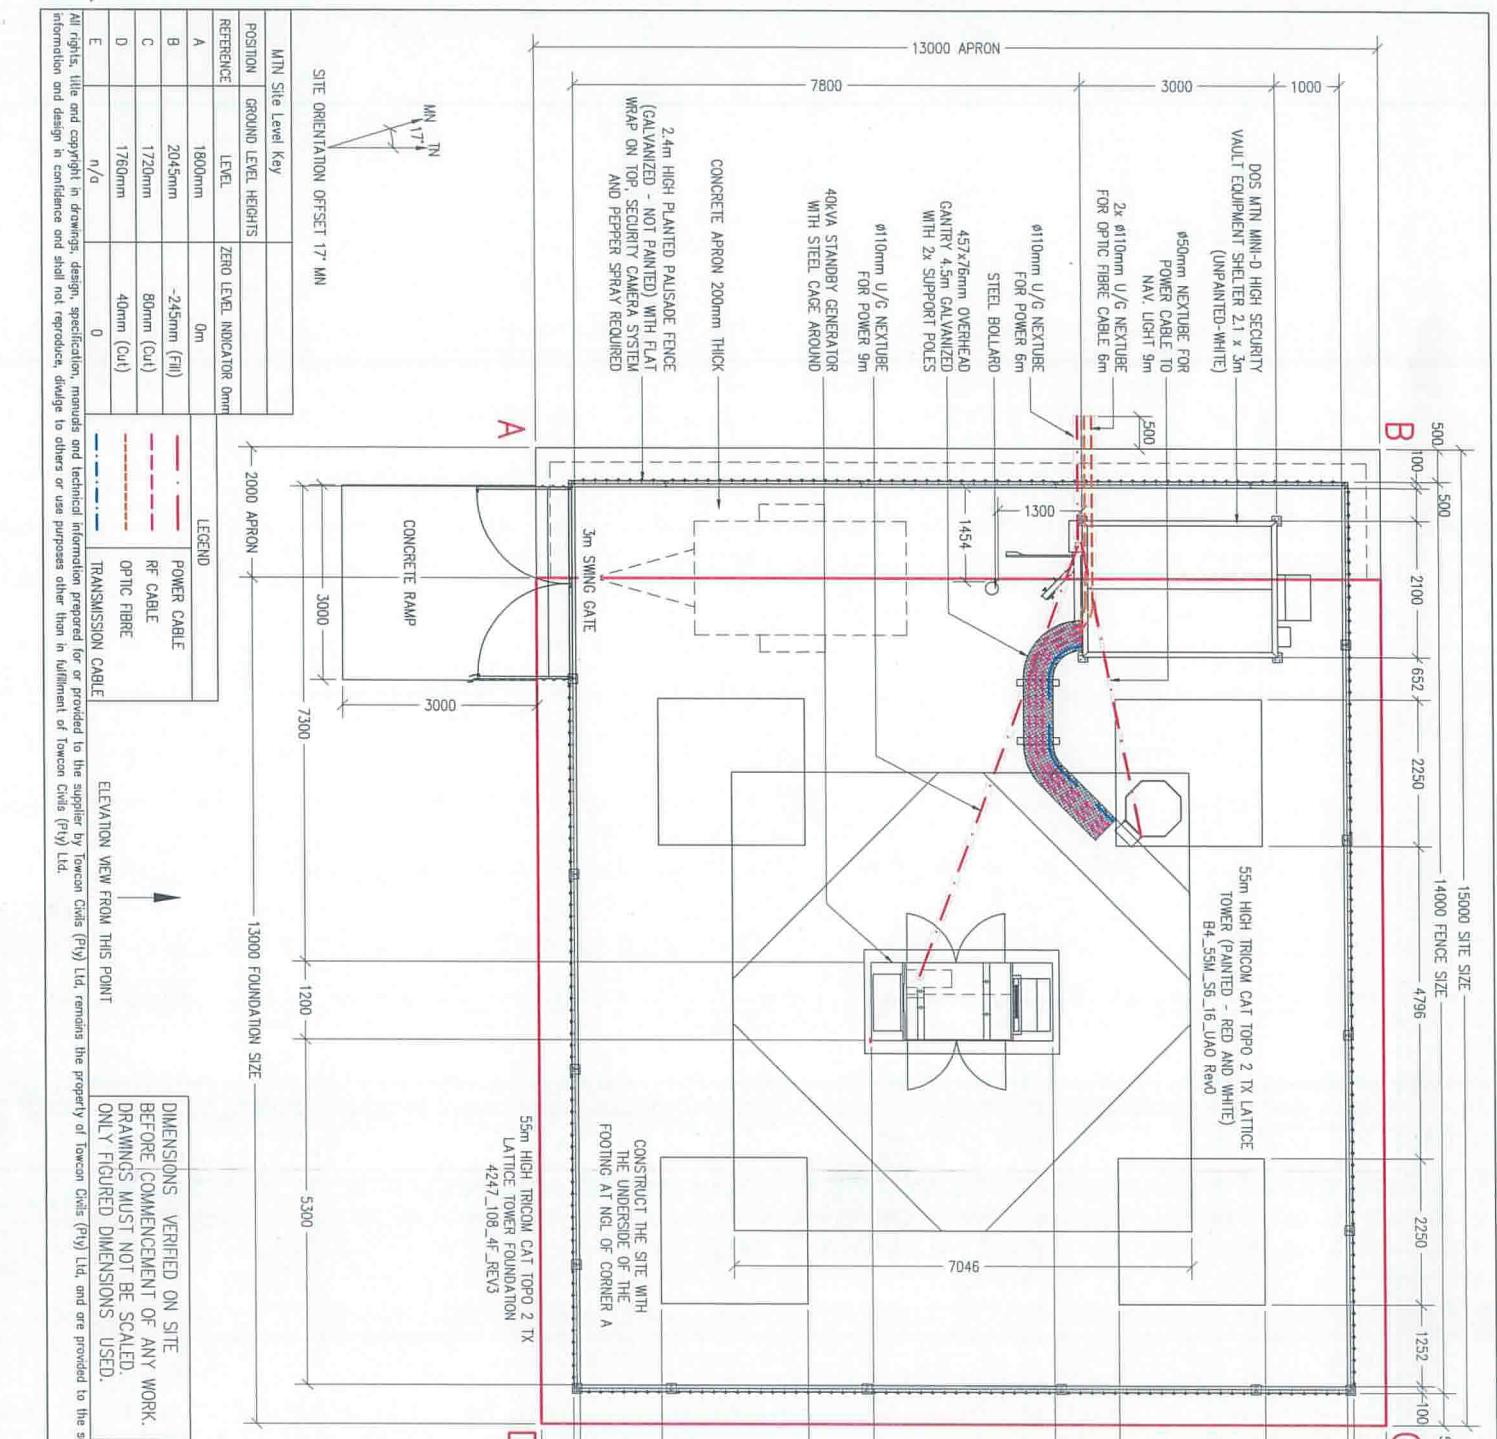 15000 SITE SIZE
14000 FENCE SIZE
500
100
500
2100
652
2250
4796
2250
1252
100
B
C
1000
3000
7800
13000 APRON
DOS MTN MINI-D HIGH SECURITY
VAULT EQUIPMENT SHELTER 2.1 x 3m
(UNPAINTED-WHITE)
ø50mm NEXTUBE FOR
POWER CABLE TO
NAV. LIGHT 9m
2x ø110mm U/G NEXTUBE
FOR OPTIC FIBRE CABLE 6m
ø110mm U/G NEXTUBE
FOR POWER 6m
STEEL BOLLARD
457x76mm OVERHEAD
GANTRY 4.5m GALVANIZED
WITH 2x SUPPORT POLES
ø110mm U/G NEXTUBE
FOR POWER 9m
40kVA STANDBY GENERATOR
WITH STEEL CAGE AROUND
CONCRETE APRON 200mm THICK
2.4m HIGH PLANTED PALISADE FENCE
(GALVANIZED - NOT PAINTED) WITH FLAT
WRAP ON TOP, SECURITY CAMERA SYSTEM
AND PEPPER SPRAY REQUIRED
500
1300
1454
55m HIGH TRICOM CAT TOPO 2 TX LATTICE
TOWER (PAINTED - RED AND WHITE)
B4_55M_S6_16_UAO Rev0
7046
CONSTRUCT THE SITE WITH
THE UNDERSIDE OF THE
FOOTING AT NGL OF CORNER A
3m SWING GATE
A
55m HIGH TRICOM CAT TOPO 2 TX
LATTICE TOWER FOUNDATION
4247_108_4F_REV3
CONCRETE RAMP
3000
3000
7300
1200
5300
2000 APRON
13000 FOUNDATION SIZE
MN
17°
TN
SITE ORIENTATION OFFSET 17° MN
MTN Site Level Key
POSITION GROUND LEVEL HEIGHTS
REFERENCE LEVEL ZERO LEVEL INDICATOR 0mm
A 1800mm 0m
B 2045mm -245mm (Fill)
C 1720mm 80mm (Cut)
D 1760mm 40mm (Cut)
E n/a 0
LEGEND
POWER CABLE
RF CABLE
OPTIC FIBRE
TRANSMISSION CABLE
ELEVATION VIEW FROM THIS POINT
DIMENSIONS VERIFIED ON SITE
BEFORE COMMENCEMENT OF ANY WORK.
DRAWINGS MUST NOT BE SCALED.
ONLY FIGURED DIMENSIONS USED.
All rights, title and copyright in drawings, design, specification, manuals and technical information prepared for or provided to the supplier by Towcon Civils (Pty) Ltd, remains the property of Towcon Civils (Pty) Ltd, and are provided to the
information and design in confidence and shall not reproduce, divulge to others or use purposes other than in fulfillment of Towcon Civils (Pty) Ltd.